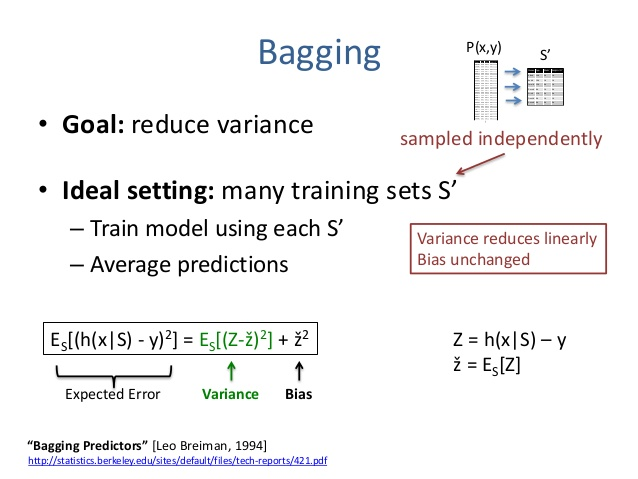 Bagging
P(x,y)
S’
sampled independently
• Goal: reduce variance
• Ideal setting: many training sets S’
– Train model using each S’
– Average predictions
Variance reduces linearly
Bias unchanged
E_S[(h(x|S) - y)²] = E_S[(Z-ž)²] + ž²
Expected Error
Variance
Bias
Z = h(x|S) – y
ž = E_S[Z]
“Bagging Predictors” [Leo Breiman, 1994]
http://statistics.berkeley.edu/sites/default/files/tech-reports/421.pdf